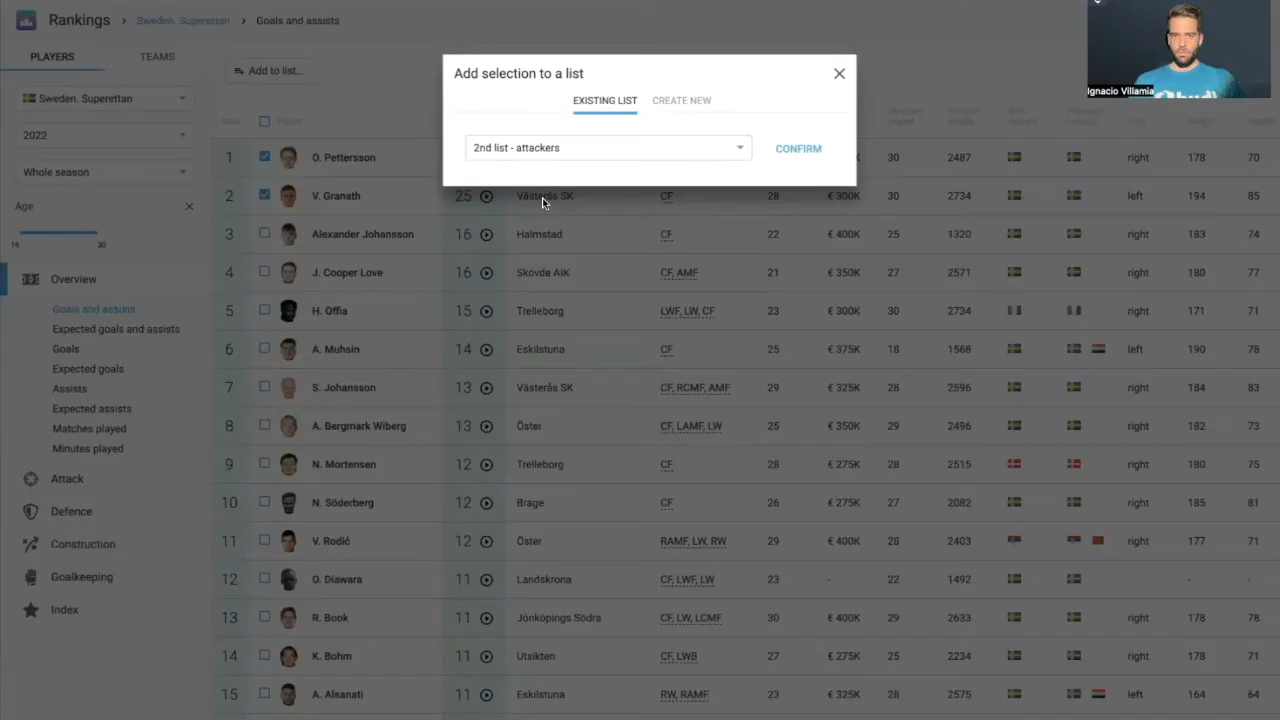 Rankings > Sweden. Superettan > Goals and assists
PLAYERS TEAMS
Add to list...
Add selection to a list
EXISTING LIST CREATE NEW
2nd list - attackers CONFIRM
Ignacio Villamia
Sweden. Superettan
2022
Whole season
Age
16 30
Overview
Goals and assists
Expected goals and assists
Goals
Expected goals
Assists
Expected assists
Matches played
Minutes played
Attack
Defence
Construction
Goalkeeping
Index
Player
1 O. Pettersson 30 2487 right 178 70
2 V. Granath 25 Västerås SK CF 28 € 300K 30 2734 left 194 85
3 Alexander Johansson 16 Halmstad CF 22 € 400K 25 1320 right 183 74
4 J. Cooper Love 16 Skövde AIK CF, AMF 21 € 350K 27 2571 right 180 77
5 H. Offia 15 Trelleborg LWF, LW, CF 23 € 300K 30 2734 right 171 71
6 A. Muhsin 14 Eskilstuna CF 25 € 375K 18 1568 left 190 78
7 S. Johansson 13 Västerås SK CF, RCMF, AMF 29 € 325K 28 2596 right 184 83
8 A. Bergmark Wiberg 13 Öster CF, LAMF, LW 25 € 350K 29 2496 right 182 73
9 N. Mortensen 12 Trelleborg CF 28 € 275K 28 2515 right 180 75
10 N. Söderberg 12 Brage CF 26 € 275K 27 2082 right 185 81
11 V. Rodić 12 Öster RAMF, LW, RW 29 € 400K 28 2403 right 177 71
12 O. Diawara 11 Landskrona CF, LWF, LW 23 - 22 1492 right - -
13 R. Book 11 Jönköpings Södra CF, LW, LCMF 30 € 400K 29 2633 right 178 78
14 K. Bohm 11 Utsikten CF, LWB 27 € 275K 25 2234 right 178 71
15 A. Alsanati 11 Eskilstuna RW, RAMF 23 € 325K 28 2575 left 164 64